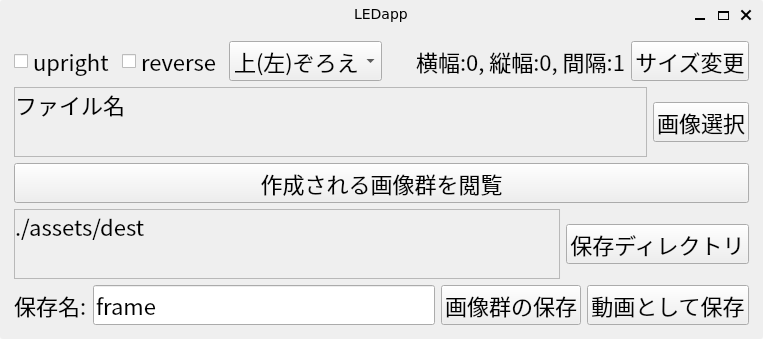 LEDapp
upright reverse 上(左)ぞろえ 横幅:0, 縦幅:0, 間隔:1 サイズ変更
ファイル名
画像選択
作成される画像群を閲覧
./assets/dest
保存ディレクトリ
保存名: frame 画像群の保存 動画として保存